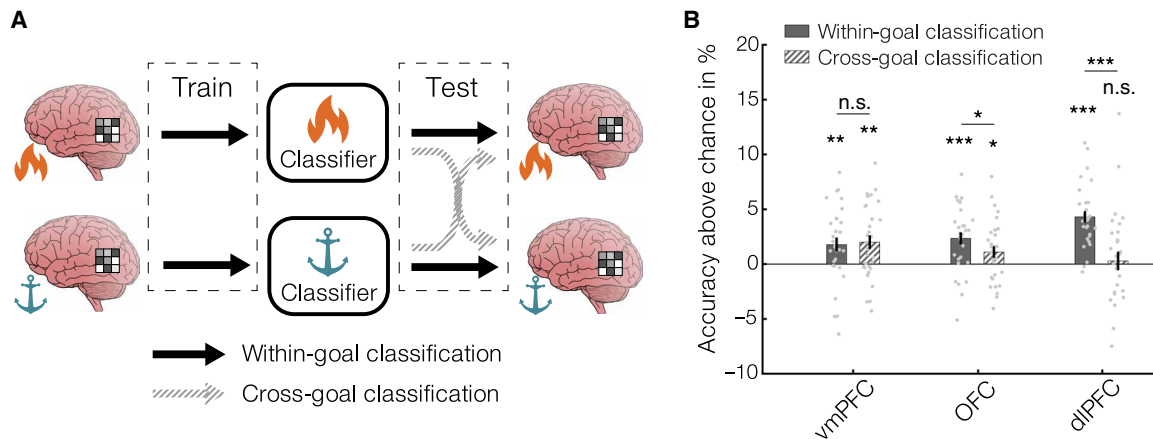 A
Train
Test
Classifier
Classifier
Within-goal classification
Cross-goal classification
B
Within-goal classification
Cross-goal classification
Accuracy above chance in %
20
15
10
5
0
−5
−10
**
n.s.
**
***
*
*
***
***
n.s.
vmPFC
OFC
dlPFC